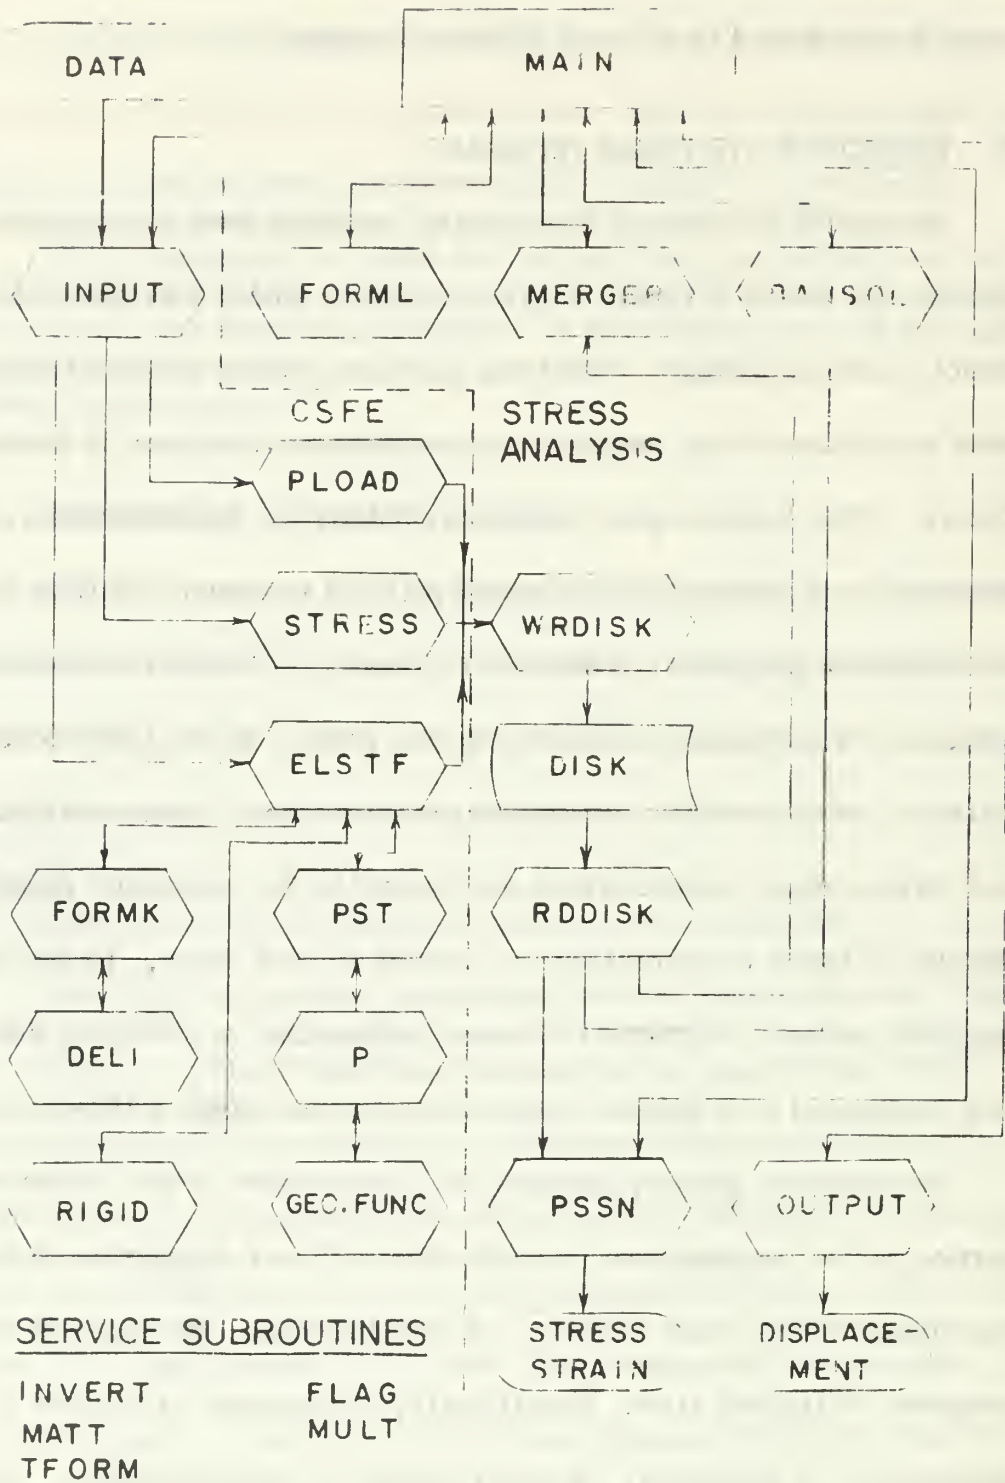 DATA
MAIN
INPUT
FORML
MERGER
CSFE
STRESS
ANALYSIS
PLOAD
STRESS
WRDISK
ELSTF
DISK
FORMK
PST
RDDISK
DEL1
P
RIGID
GEO.FUNC
PSSN
OUTPUT
SERVICE SUBROUTINES
STRESS
STRAIN
DISPLACE-
MENT
INVERT
FLAG
MATT
MULT
TFORM